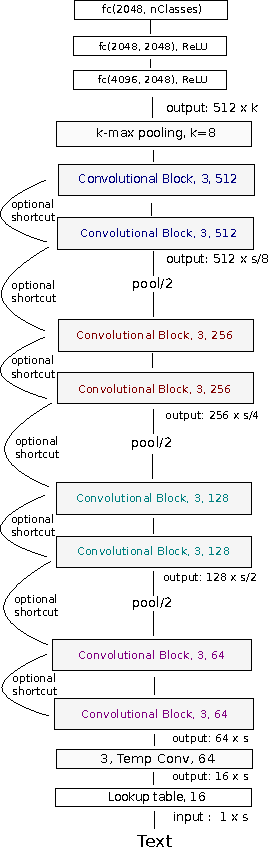 fc(2048, nClasses)
fc(2048, 2048), ReLU
fc(4096, 2048), ReLU
output: 512 x k
k-max pooling, k=8
Convolutional Block, 3, 512
optional
shortcut
Convolutional Block, 3, 512
output: 512 x s/8
pool/2
optional
shortcut
Convolutional Block, 3, 256
optional
shortcut
Convolutional Block, 3, 256
output: 256 x s/4
pool/2
optional
shortcut
Convolutional Block, 3, 128
optional
shortcut
Convolutional Block, 3, 128
output: 128 x s/2
pool/2
optional
shortcut
Convolutional Block, 3, 64
optional
shortcut
Convolutional Block, 3, 64
output: 64 x s
3, Temp Conv, 64
output: 16 x s
Lookup table, 16
input : 1 x s
Text